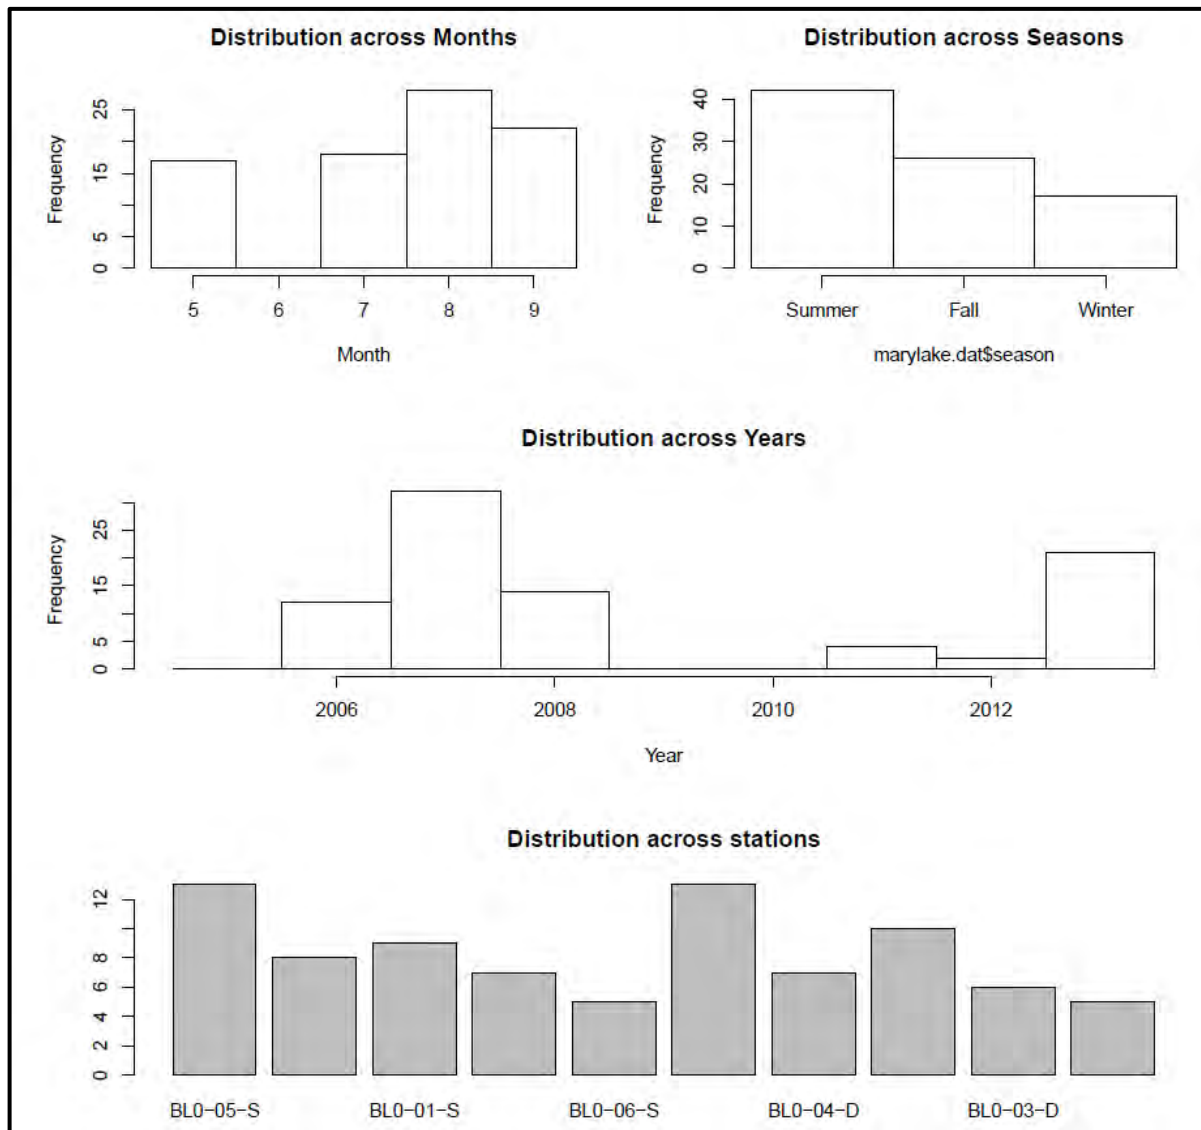 Distribution across Months
Frequency
0
5
15
25
5
6
7
8
9
Month
Distribution across Seasons
Frequency
0
10
20
30
40
Summer
Fall
Winter
marylake.dat$season
Distribution across Years
Frequency
0
5
15
25
2006
2008
2010
2012
Year
Distribution across stations
0
2
4
6
8
12
BL0-05-S
BL0-01-S
BL0-06-S
BL0-04-D
BL0-03-D